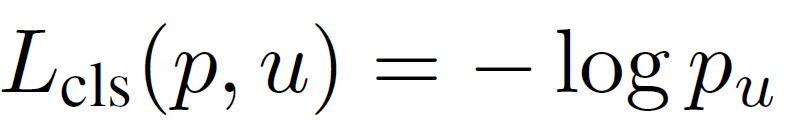 L_cls(p, u) = − log p_u